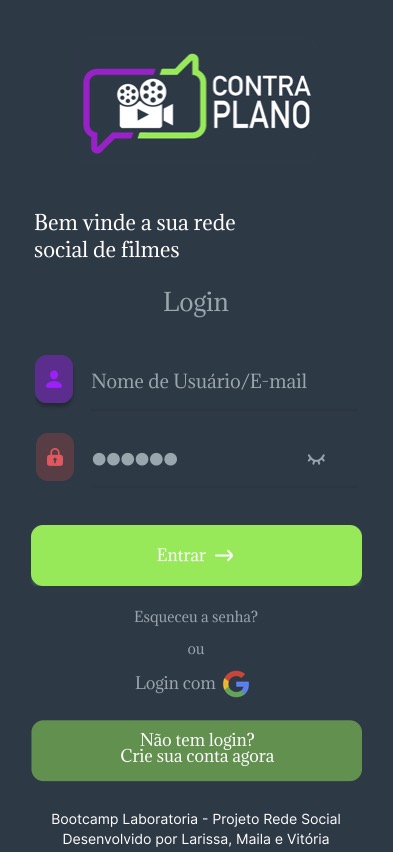 CONTRA
PLANO
Bem vinde a sua rede
social de filmes
Login
Nome de Usuário/E-mail
●●●●●●
Entrar →
Esqueceu a senha?
ou
Login com G
Não tem login?
Crie sua conta agora
Bootcamp Laboratoria - Projeto Rede Social
Desenvolvido por Larissa, Maila e Vitória